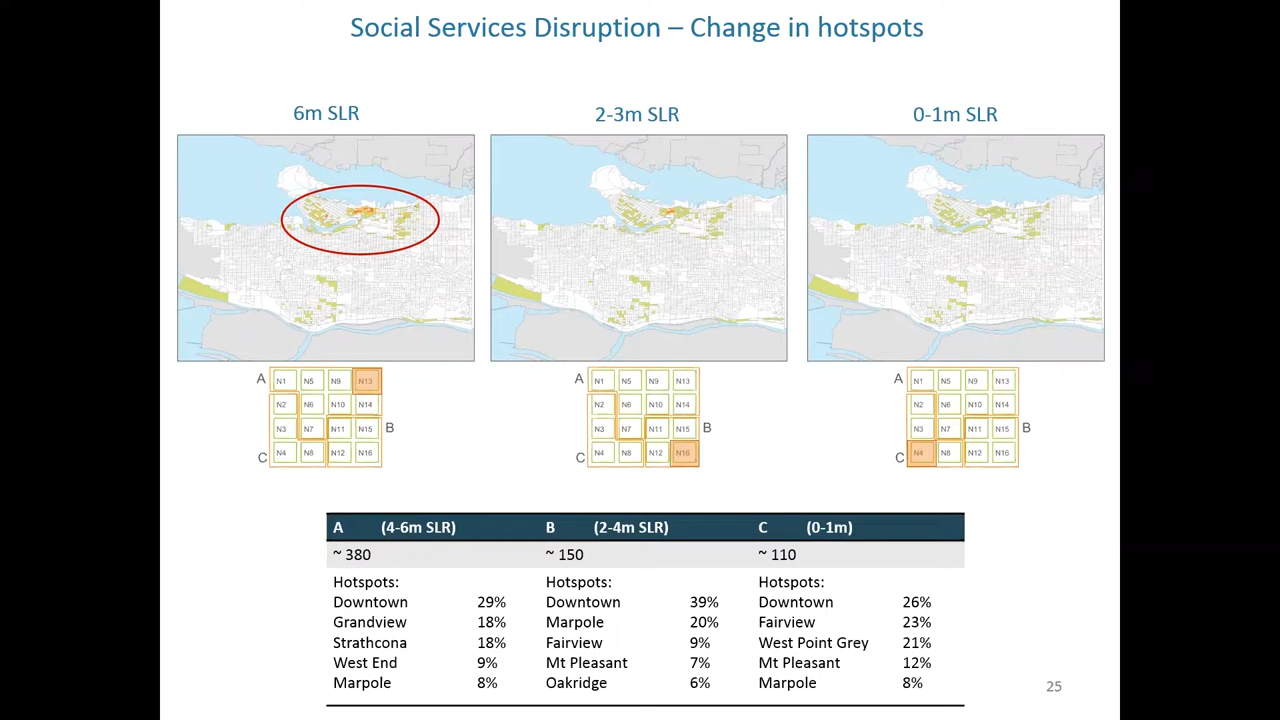 Social Services Disruption – Change in hotspots
6m SLR
2-3m SLR
0-1m SLR
A
N1 N5 N9 N13
N2 N6 N10 N14
N3 N7 N11 N15
B
C
N4 N8 N12 N16
A
N1 N5 N9 N13
N2 N6 N10 N14
N3 N7 N11 N15
B
C
N4 N8 N12 N16
A
N1 N5 N9 N13
N2 N6 N10 N14
N3 N7 N11 N15
B
C
N4 N8 N12 N16
A (4-6m SLR) B (2-4m SLR) C (0-1m)
~ 380 ~ 150 ~ 110
Hotspots: Hotspots: Hotspots:
Downtown 29% Downtown 39% Downtown 26%
Grandview 18% Marpole 20% Fairview 23%
Strathcona 18% Fairview 9% West Point Grey 21%
West End 9% Mt Pleasant 7% Mt Pleasant 12%
Marpole 8% Oakridge 6% Marpole 8%
25